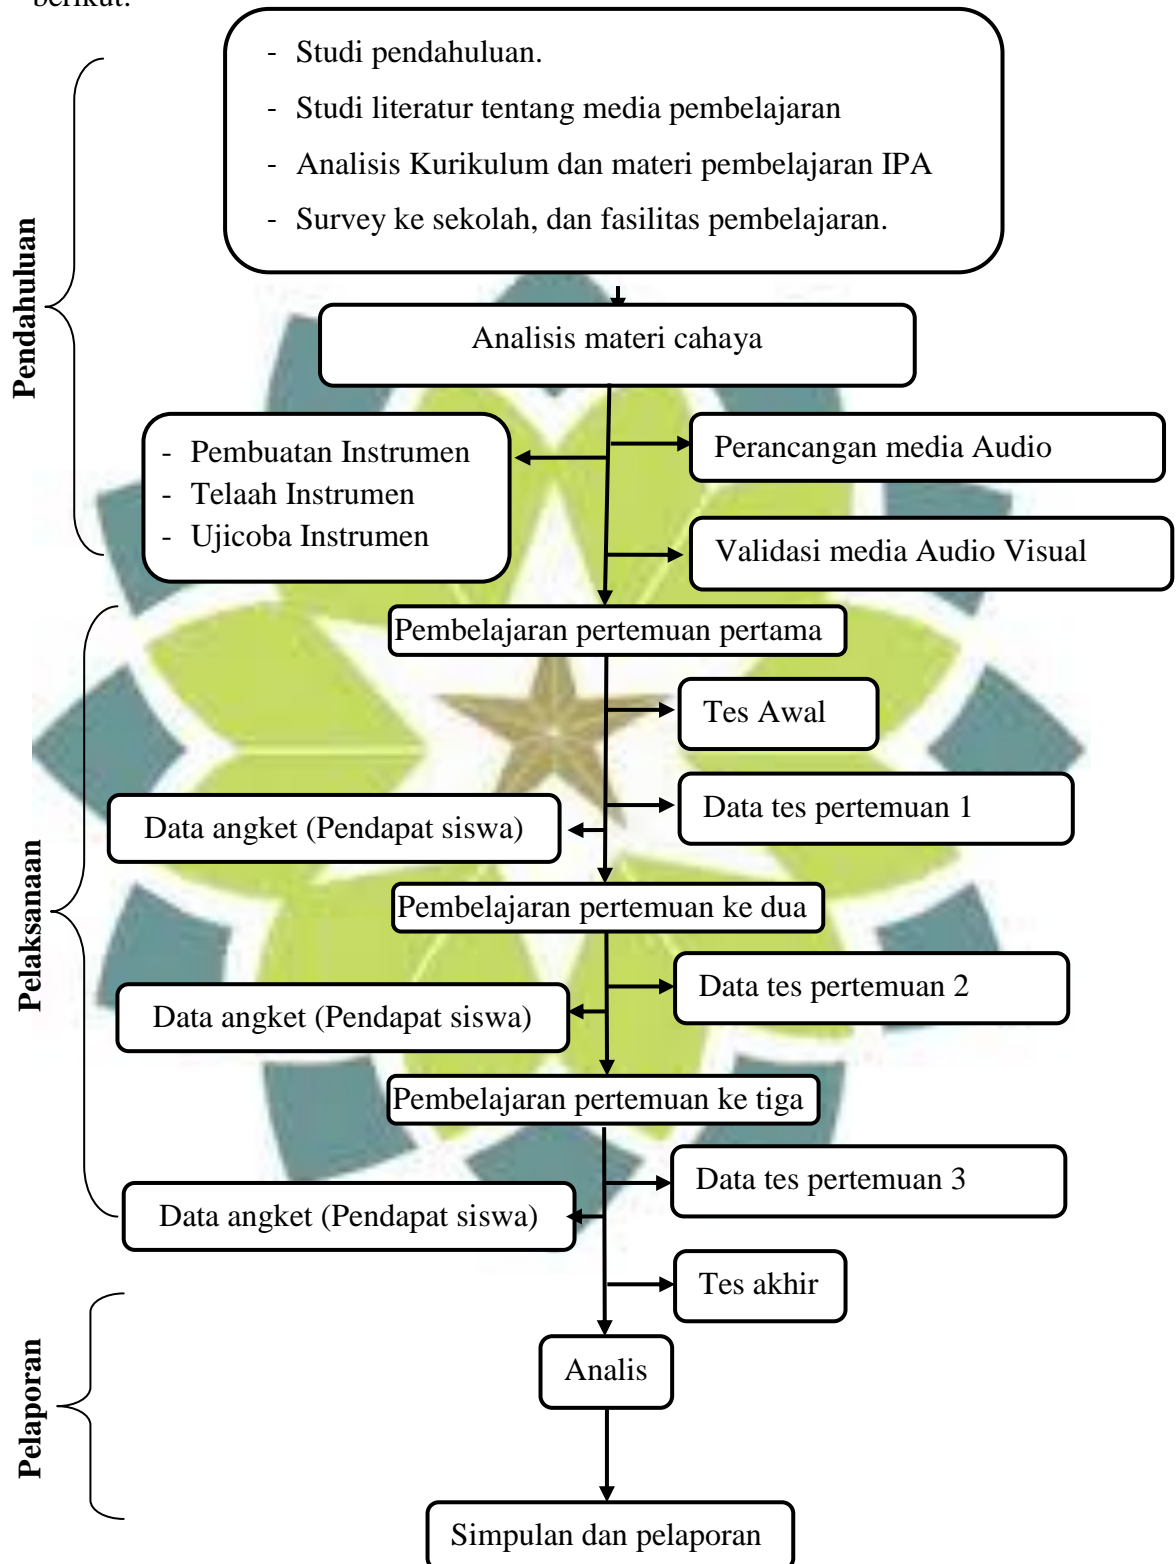 berikut:
- Studi pendahuluan.
- Studi literatur tentang media pembelajaran
- Analisis Kurikulum dan materi pembelajaran IPA
- Survey ke sekolah, dan fasilitas pembelajaran.
Pendahuluan
Analisis materi cahaya
- Pembuatan Instrumen
- Telaah Instrumen
- Ujicoba Instrumen
Perancangan media Audio
Validasi media Audio Visual
Pelaksanaan
Pembelajaran pertemuan pertama
Tes Awal
Data tes pertemuan 1
Data angket (Pendapat siswa)
Pembelajaran pertemuan ke dua
Data tes pertemuan 2
Data angket (Pendapat siswa)
Pembelajaran pertemuan ke tiga
Data tes pertemuan 3
Data angket (Pendapat siswa)
Tes akhir
Pelaporan
Analis
Simpulan dan pelaporan